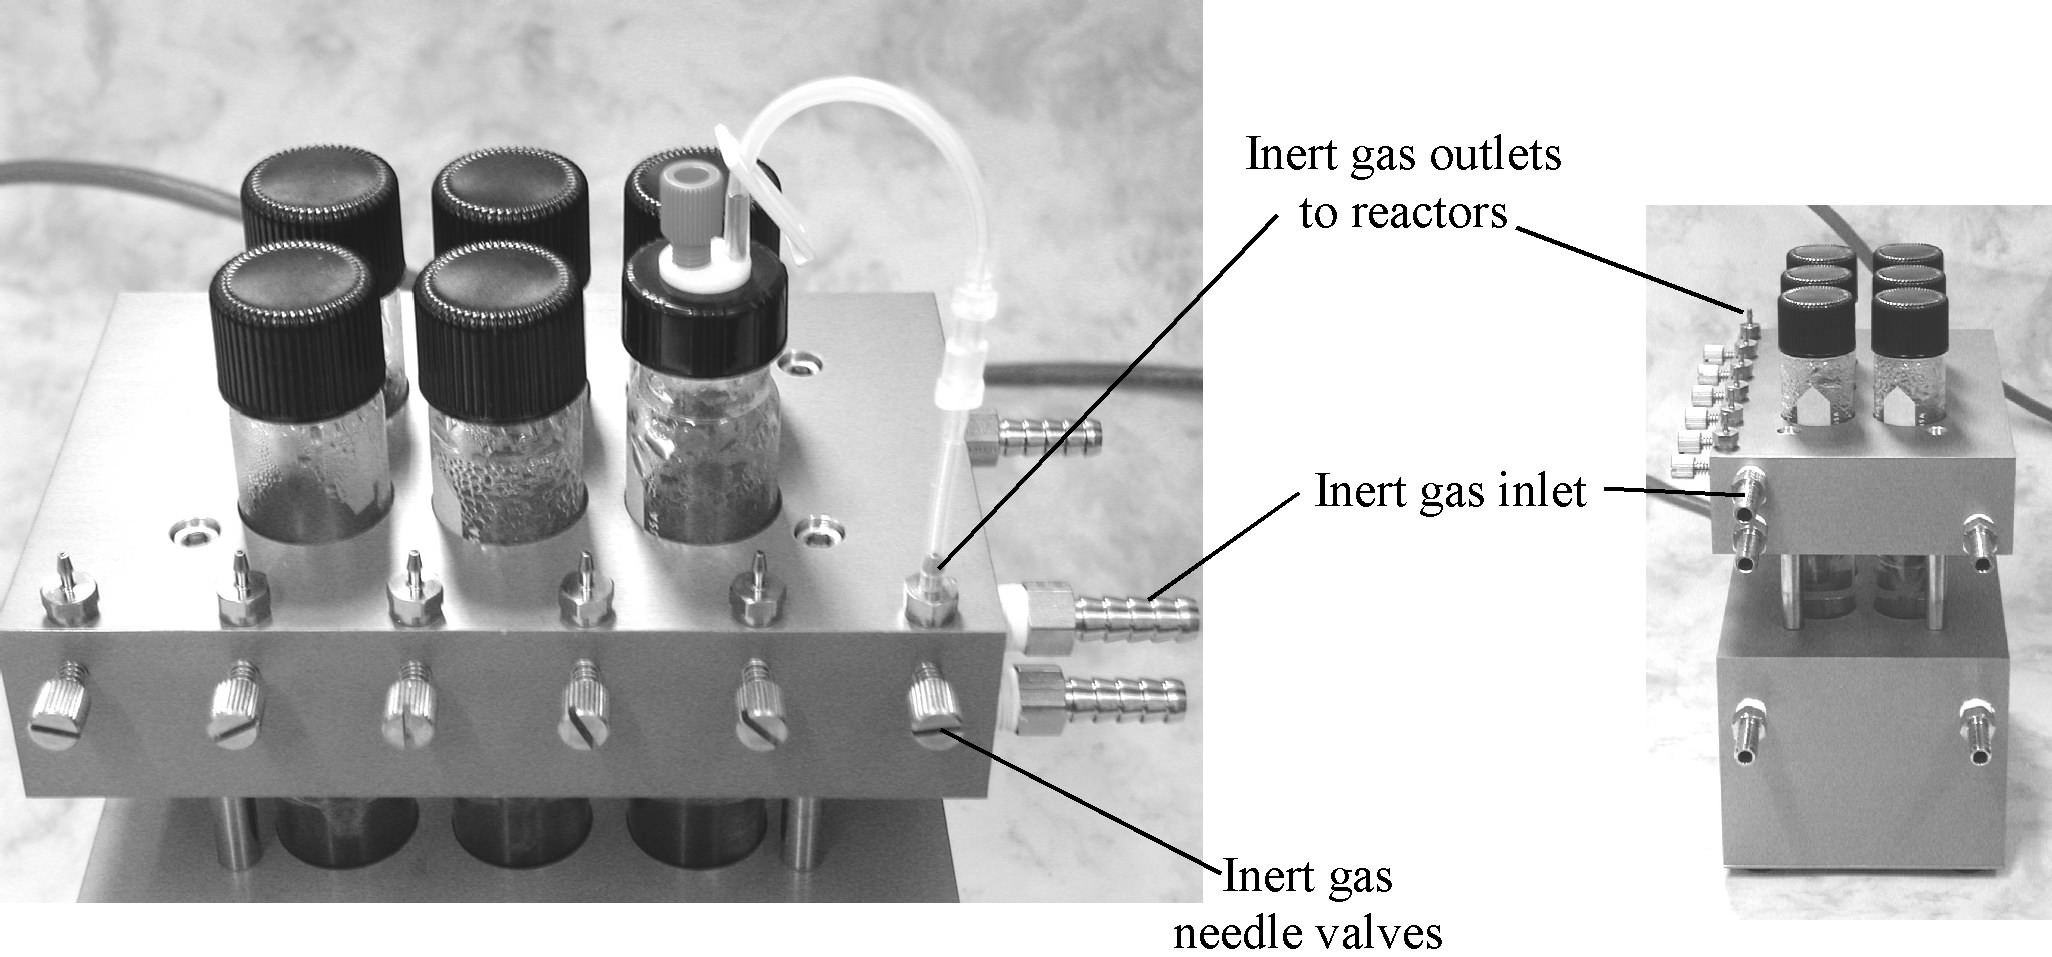 Inert gas outlets
to reactors
Inert gas inlet
Inert gas
needle valves